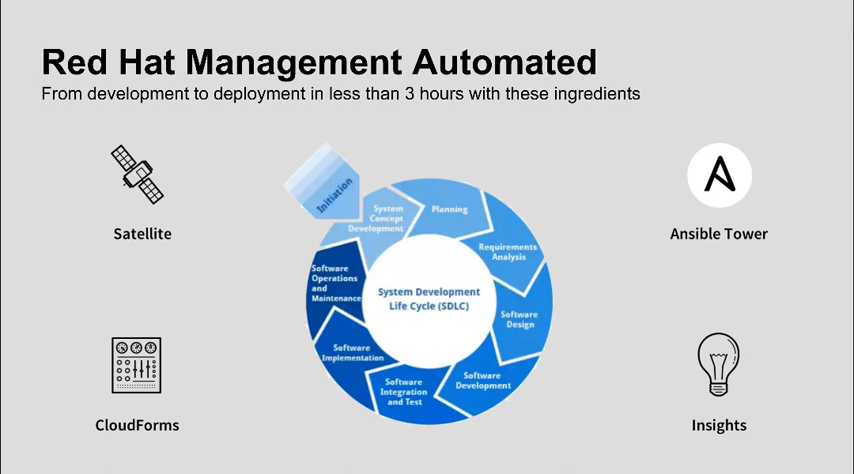 Red Hat Management Automated
From development to deployment in less than 3 hours with these ingredients
Satellite
CloudForms
Initiation
System
Concept
Development
Planning
Requirements
Analysis
Software
Design
Software
Development
Software
Integration
and Test
Software
Implementation
Software
Operations
and
Maintenance
System Development
Life Cycle (SDLC)
Ansible Tower
Insights